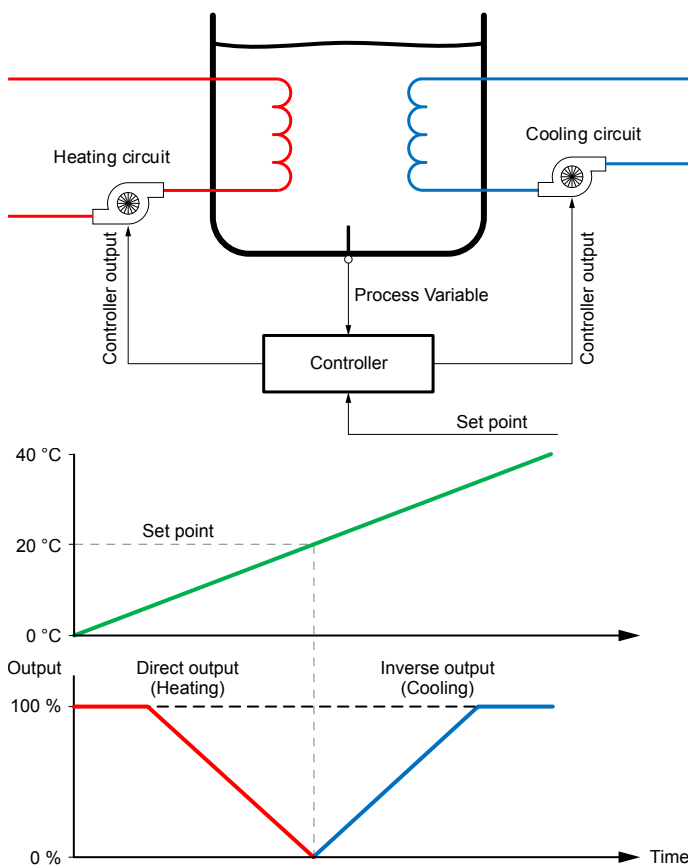 Heating circuit
Cooling circuit
Controller output
Process Variable
Controller output
Controller
Set point
40 °C
Set point
20 °C
0 °C
Output
Direct output
(Heating)
Inverse output
(Cooling)
100 %
0 %
Time